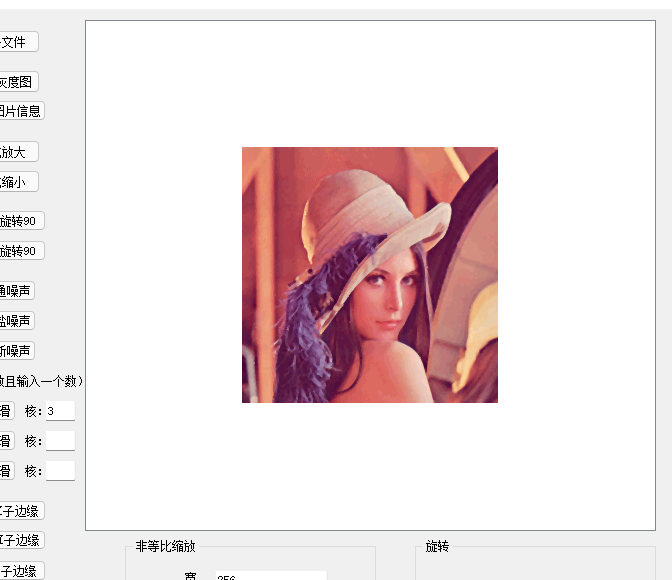 文件
灰度图
图片信息
放大
缩小
旋转90
旋转90
噪声
盐噪声
噪声
数且输入一个数）
滑 核: 3
滑 核:
滑 核:
子边缘
子边缘
子边缘
非等比缩放
旋转
宽 256